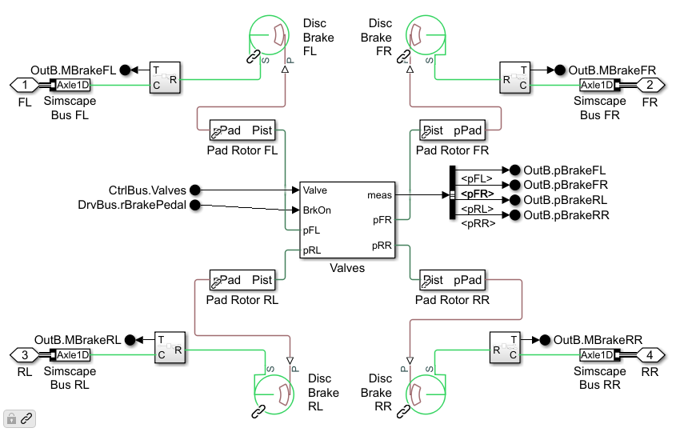 Disc
Brake
FL
Disc
Brake
FR
OutB.MBrakeFL
T
C
R
S
P
P
S
R
T
C
OutB.MBrakeFR
1
FL
Axle1D
Simscape
Bus FL
Axle1D
Simscape
Bus FR
2
FR
pPad Pist
Pad Rotor FL
Pist pPad
Pad Rotor FR
CtrlBus.Valves
DrvBus.rBrakePedal
Valve
BrkOn
pFL
pRL
meas
pFR
pRR
Valves
<pFL>
<pFR>
<pRL>
<pRR>
OutB.pBrakeFL
OutB.pBrakeFR
OutB.pBrakeRL
OutB.pBrakeRR
pPad Pist
Pad Rotor RL
Pist pPad
Pad Rotor RR
OutB.MBrakeRL
T
C
R
S
P
P
S
R
T
C
OutB.MBrakeRR
3
RL
Axle1D
Simscape
Bus RL
Axle1D
Simscape
Bus RR
4
RR
Disc
Brake
RL
Disc
Brake
RR